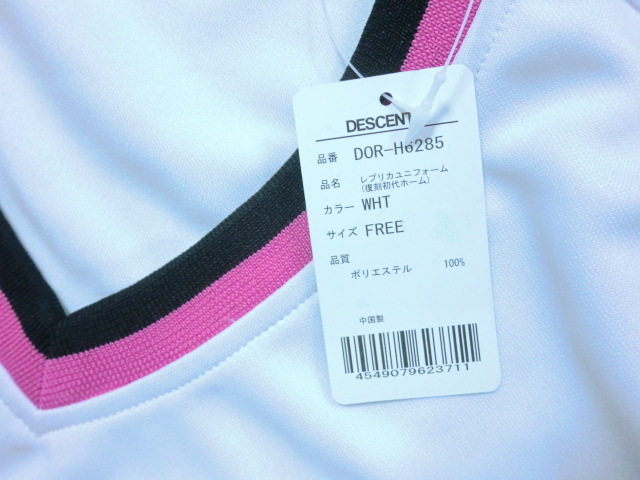 DESCENT
品番 DOR-H6285
品名 レプリカユニフォーム
(復刻初代ホーム)
カラー WHT
サイズ FREE
品質
ポリエステル 100%
中国製
4549079623711